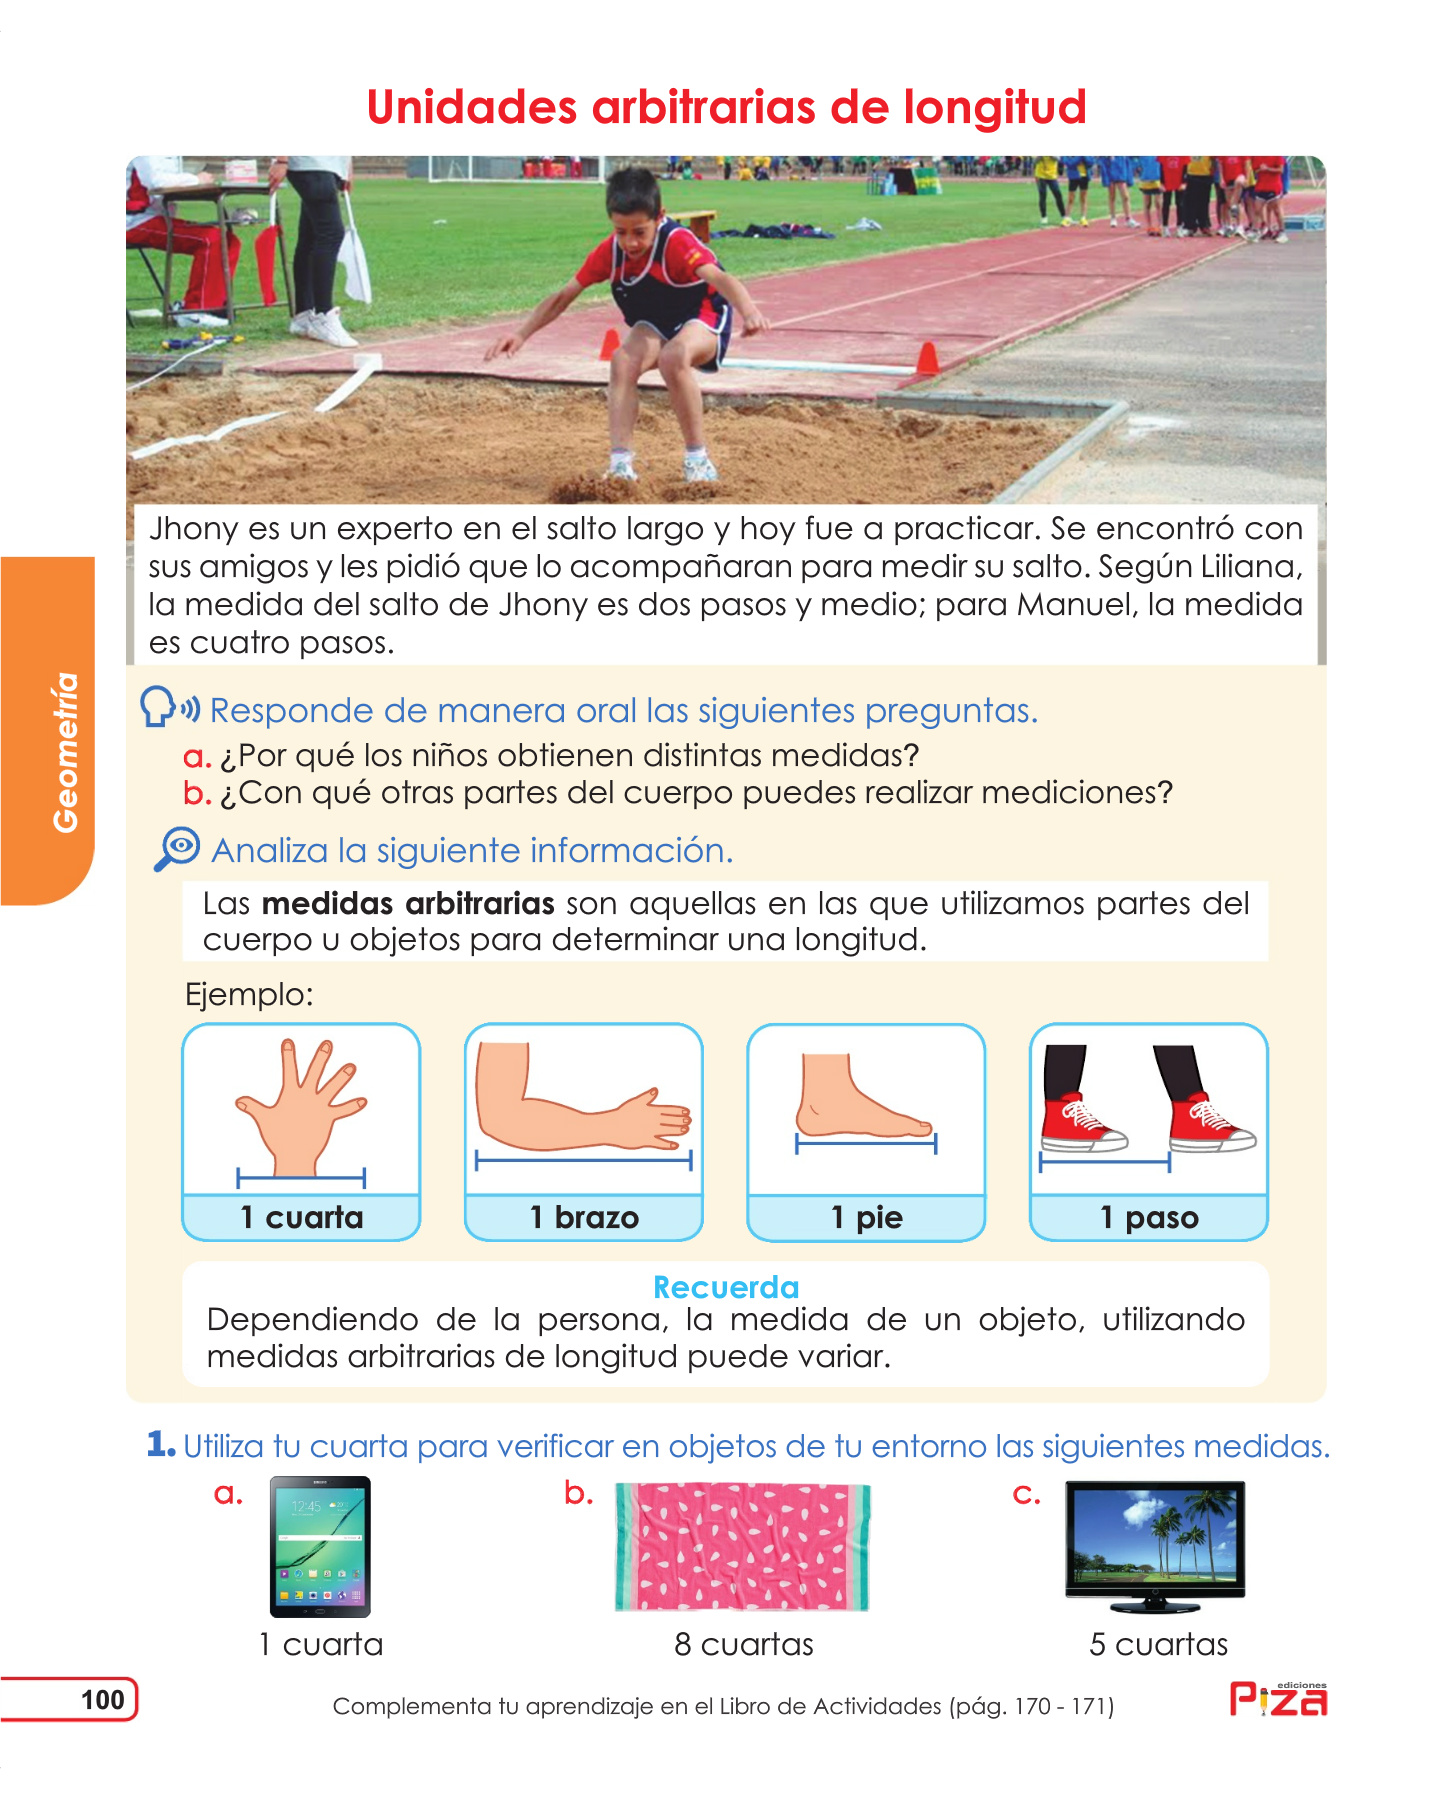 Unidades arbitrarias de longitud
Jhony es un experto en el salto largo y hoy fue a practicar. Se encontró con
sus amigos y les pidió que lo acompañaran para medir su salto. Según Liliana,
la medida del salto de Jhony es dos pasos y medio; para Manuel, la medida
es cuatro pasos.
Geometría
Responde de manera oral las siguientes preguntas.
a. ¿Por qué los niños obtienen distintas medidas?
b. ¿Con qué otras partes del cuerpo puedes realizar mediciones?
Analiza la siguiente información.
Las medidas arbitrarias son aquellas en las que utilizamos partes del
cuerpo u objetos para determinar una longitud.
Ejemplo:
1 cuarta
1 brazo
1 pie
1 paso
Recuerda
Dependiendo de la persona, la medida de un objeto, utilizando
medidas arbitrarias de longitud puede variar.
1. Utiliza tu cuarta para verificar en objetos de tu entorno las siguientes medidas.
a.
b.
c.
12:45
1 cuarta
8 cuartas
5 cuartas
100
Complementa tu aprendizaje en el Libro de Actividades (pág. 170 - 171)
ediciones
Piza